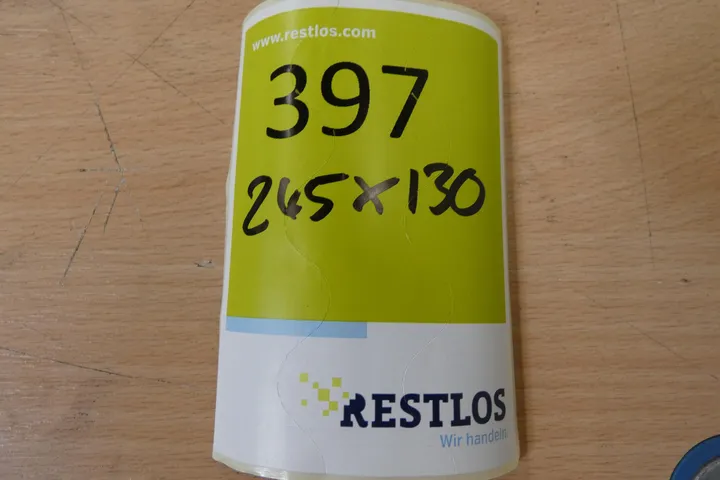 www.restlos.com
397
245x130
RESTLOS
Wir handeln